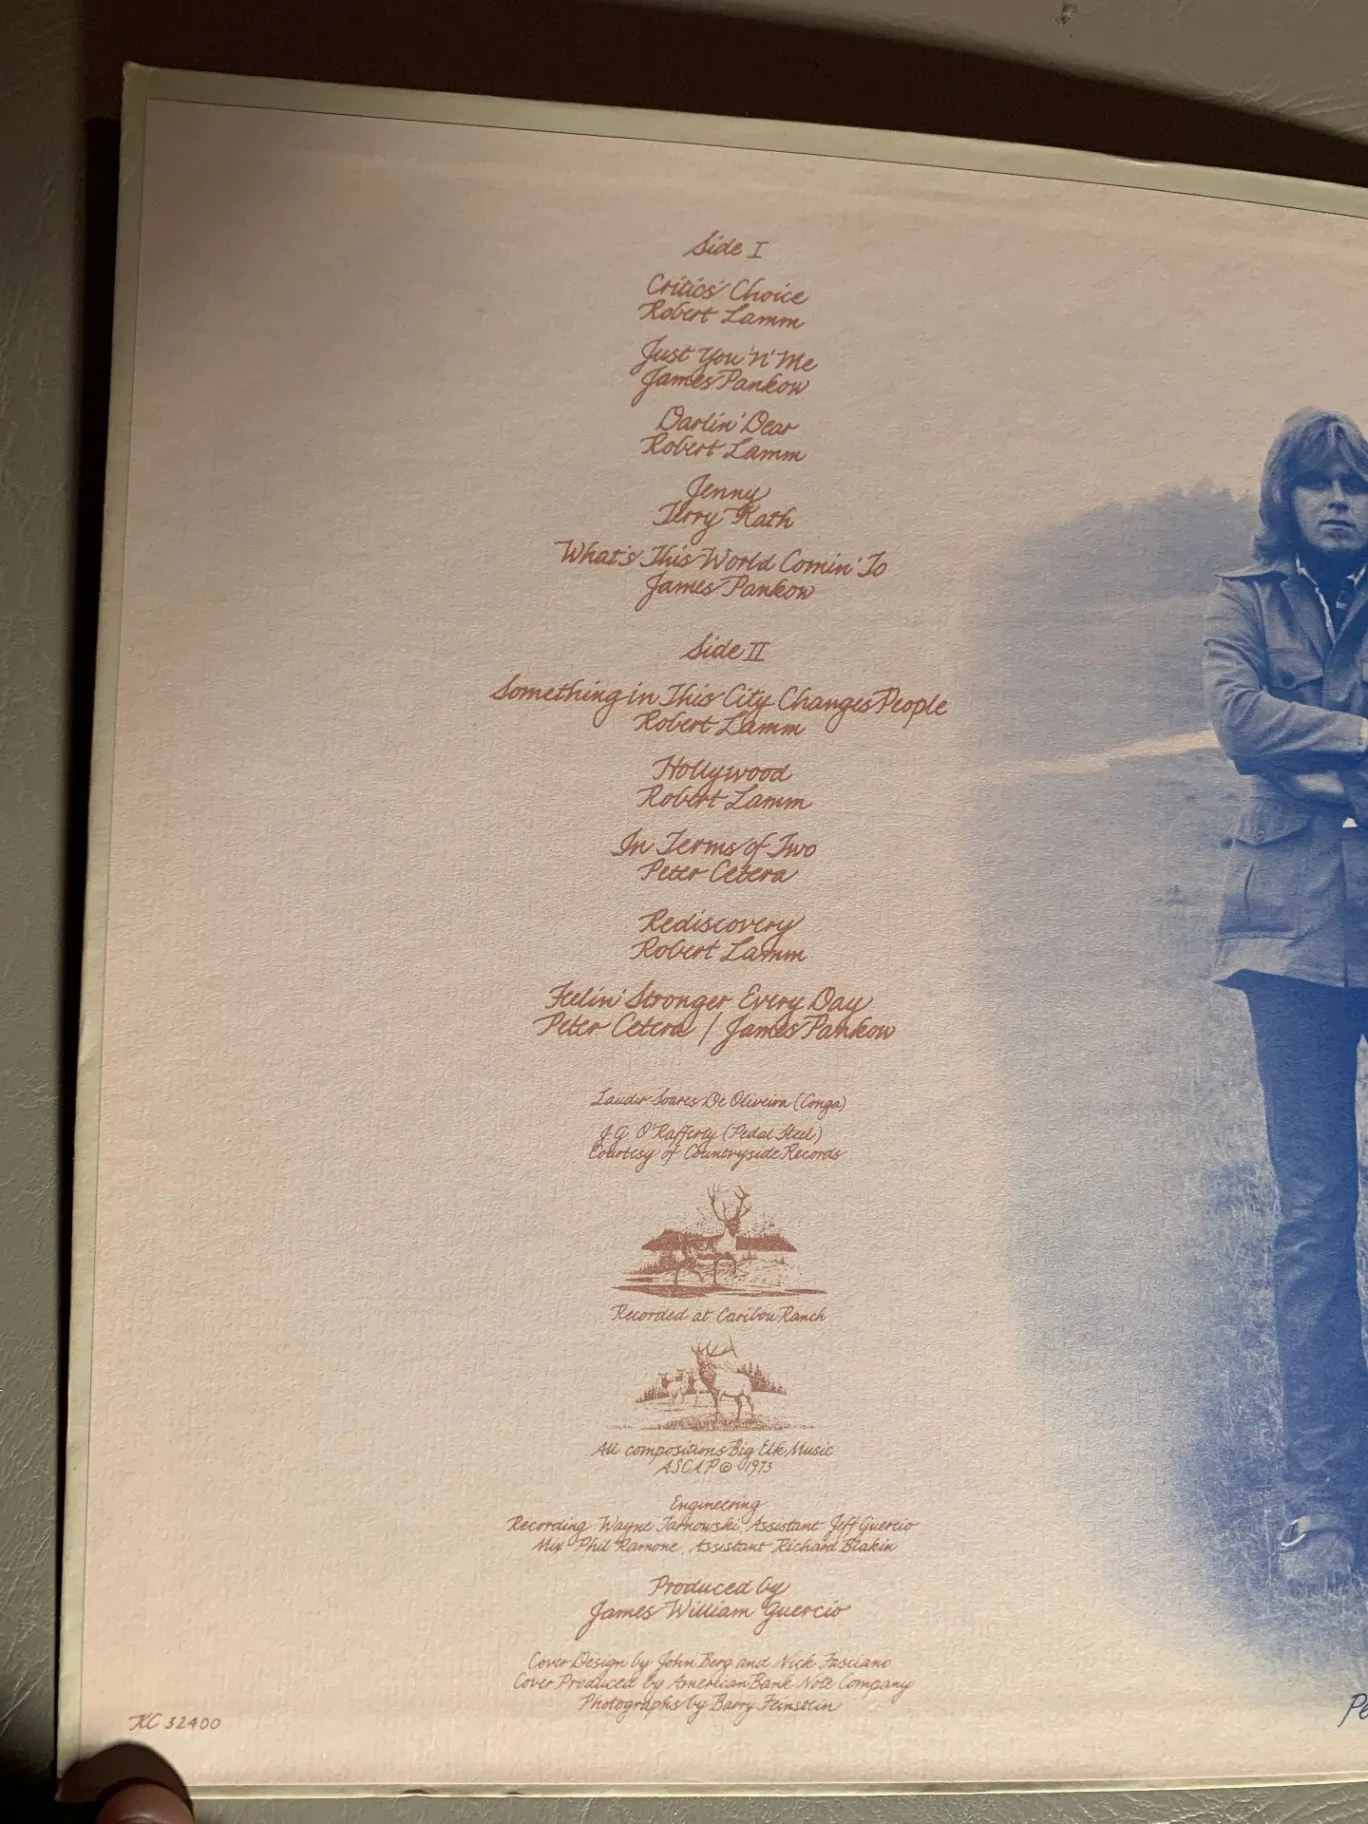 Side I
Critics' Choice
Robert Lamm
Just You 'n' Me
James Pankow
Darlin' Dear
Robert Lamm
Jenny
Terry Kath
What's This World Comin' To
James Pankow
Side II
Something in This City Changes People
Robert Lamm
Hollywood
Robert Lamm
In Terms of Two
Peter Cetera
Rediscovery
Robert Lamm
Feelin' Stronger Every Day
Peter Cetera / James Pankow
Laudir Soares De Oliveira (Conga)
J.G. O'Rafferty (Pedal Steel)
Courtesy of Countryside Records
Recorded at Caribou Ranch
All compositions Big Elk Music
ASCAP © 1973
Engineering
Recording: Wayne Tarnowski, Assistant Jeff Guercio
Mix: Phil Ramone, Assistant Richard Blakin
Produced by
James William Guercio
Cover Design by John Berg and Nick Fasciano
Cover Produced by American Bank Note Company
Photographs by Barry Feinstein
KC 32400
Pe